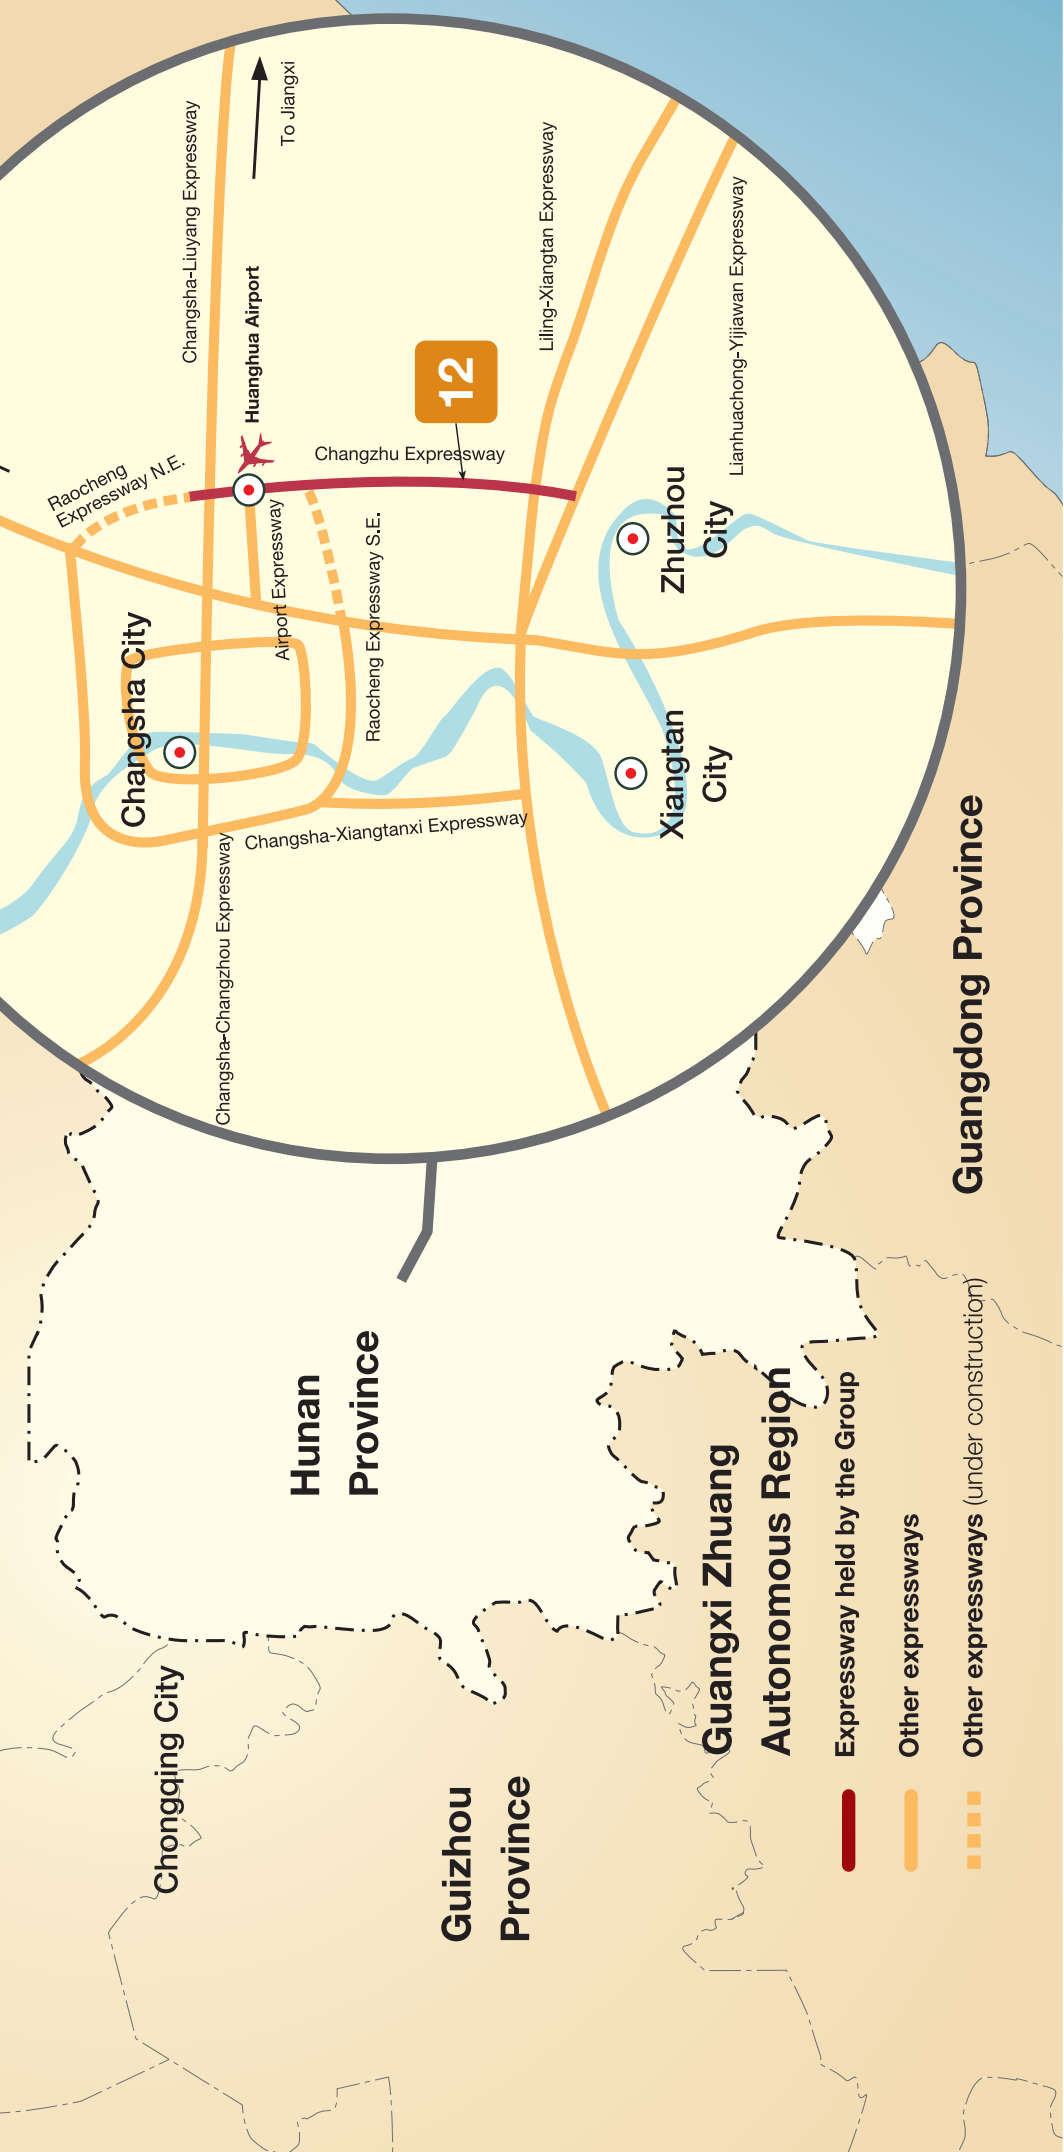 Changsha-Liuyang Expressway
To Jiangxi
Huanghua Airport
Raocheng
Expressway N.E.
12
Changzhu Expressway
Liling-Xiangtan Expressway
Lianhuachong-Yijiawan Expressway
Airport Expressway
Raocheng Expressway S.E.
Changsha City
Zhuzhou
City
Xiangtan
City
Changsha-Xiangtanxi Expressway
Changsha-Changzhou Expressway
Hunan
Province
Guangdong Province
Chongqing City
Guizhou
Province
Guangxi Zhuang
Autonomous Region
Expressway held by the Group
Other expressways
Other expressways (under construction)